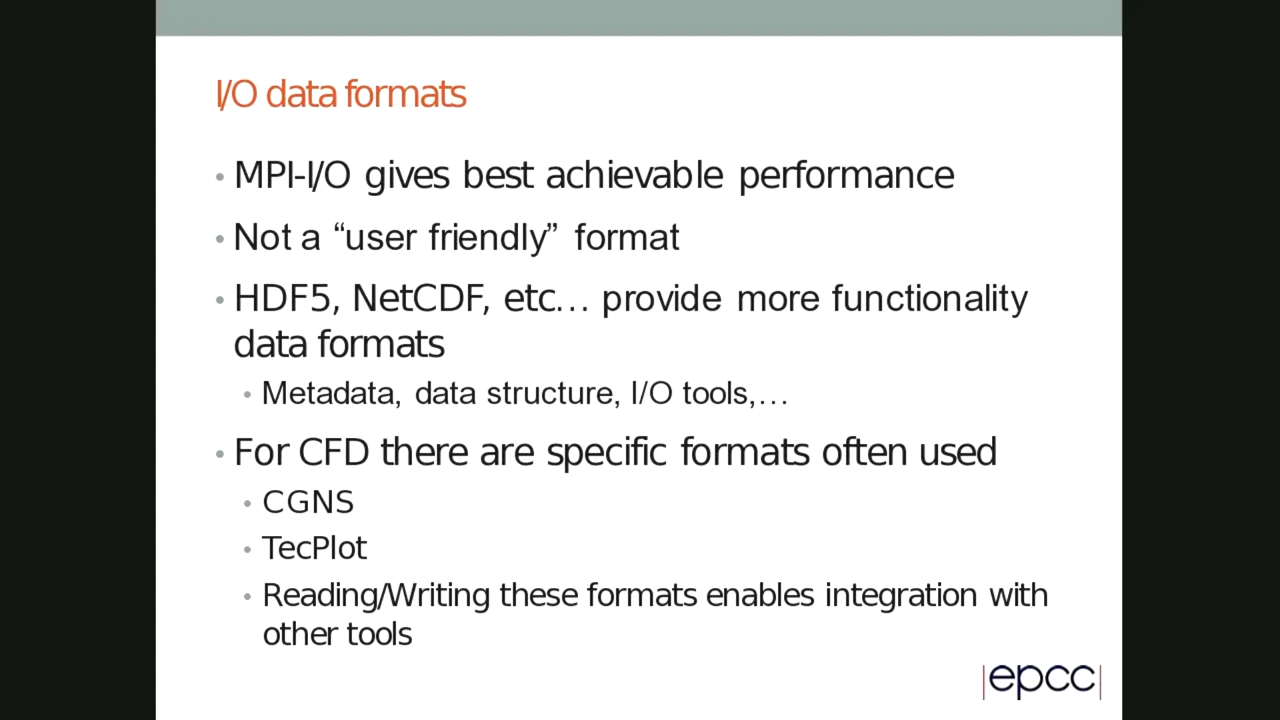 I/O data formats
• MPI-I/O gives best achievable performance
• Not a “user friendly” format
• HDF5, NetCDF, etc… provide more functionality
data formats
• Metadata, data structure, I/O tools,…
• For CFD there are specific formats often used
• CGNS
• TecPlot
• Reading/Writing these formats enables integration with
other tools
|epcc|